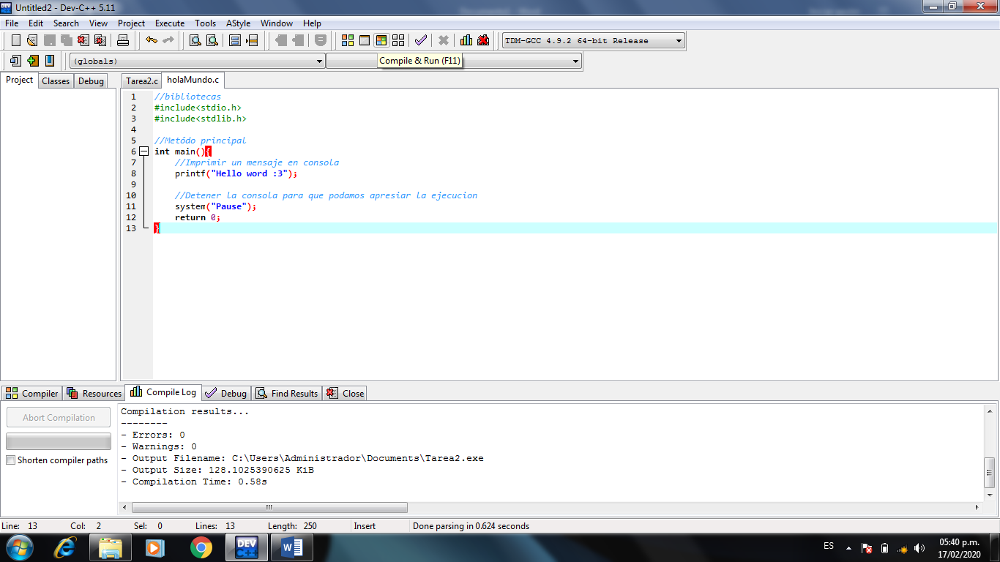 Untitled2 - Dev-C++ 5.11
File Edit Search View Project Execute Tools AStyle Window Help
TDM-GCC 4.9.2 64-bit Release
(globals)
Compile & Run (F11)
Project Classes Debug Tarea2.c holaMundo.c
1 //bibliotecas
2 #include<stdio.h>
3 #include<stdlib.h>
4
5 //Metódo principal
6 int main(){
7 //Imprimir un mensaje en consola
8 printf("Hello word :3");
9
10 //Detener la consola para que podamos apresiar la ejecucion
11 system("Pause");
12 return 0;
13 }
Compiler Resources Compile Log Debug Find Results Close
Abort Compilation
Shorten compiler paths
Compilation results...
--------
- Errors: 0
- Warnings: 0
- Output Filename: C:\Users\Administrador\Documents\Tarea2.exe
- Output Size: 128.1025390625 KiB
- Compilation Time: 0.58s
Line: 13 Col: 2 Sel: 0 Lines: 13 Length: 250 Insert Done parsing in 0.624 seconds
DEV C++ W ES 05:40 p.m.
17/02/2020